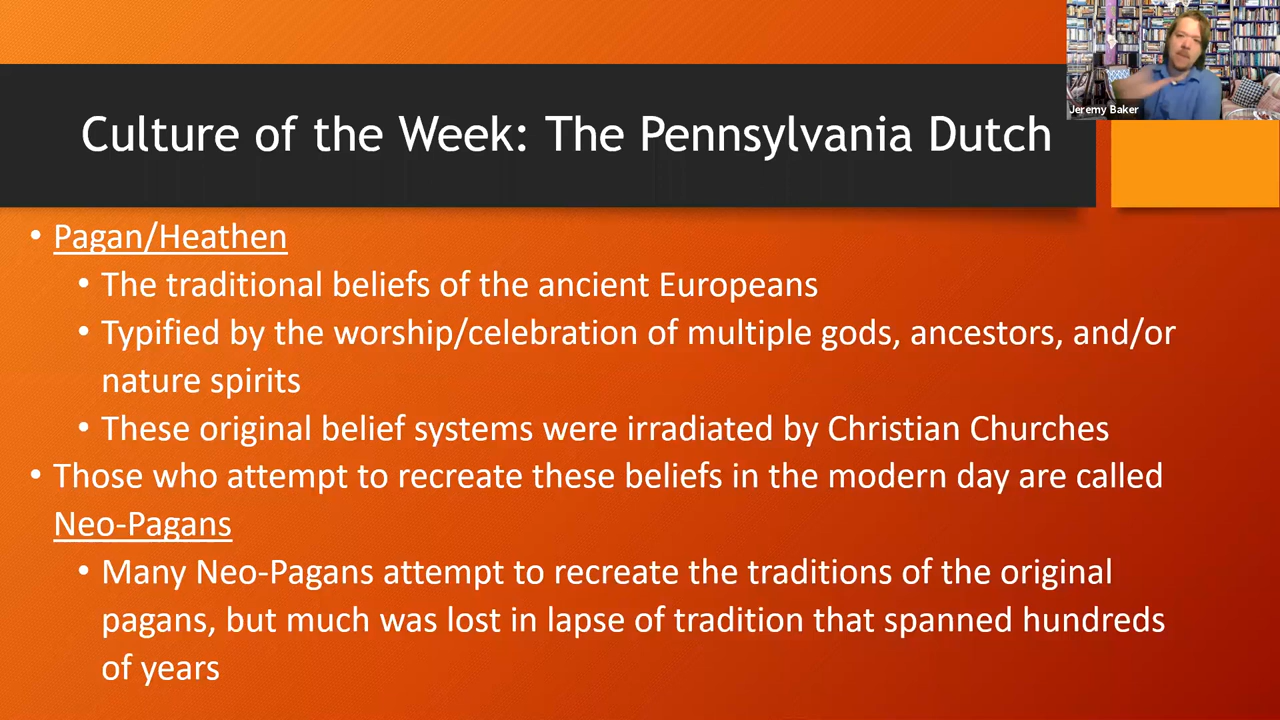 Jeremy Baker
Culture of the Week: The Pennsylvania Dutch
• Pagan/Heathen
• The traditional beliefs of the ancient Europeans
• Typified by the worship/celebration of multiple gods, ancestors, and/or
nature spirits
• These original belief systems were irradiated by Christian Churches
• Those who attempt to recreate these beliefs in the modern day are called
Neo-Pagans
• Many Neo-Pagans attempt to recreate the traditions of the original
pagans, but much was lost in lapse of tradition that spanned hundreds
of years